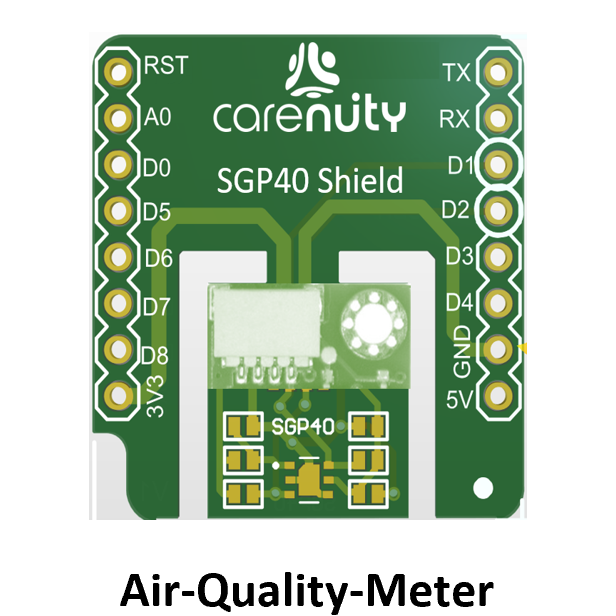 RST
A0
D0
D5
D6
D7
D8
3V3
carenuty
SGP40 Shield
TX
RX
D1
D2
D3
D4
GND
5V
SGP40
Air-Quality-Meter